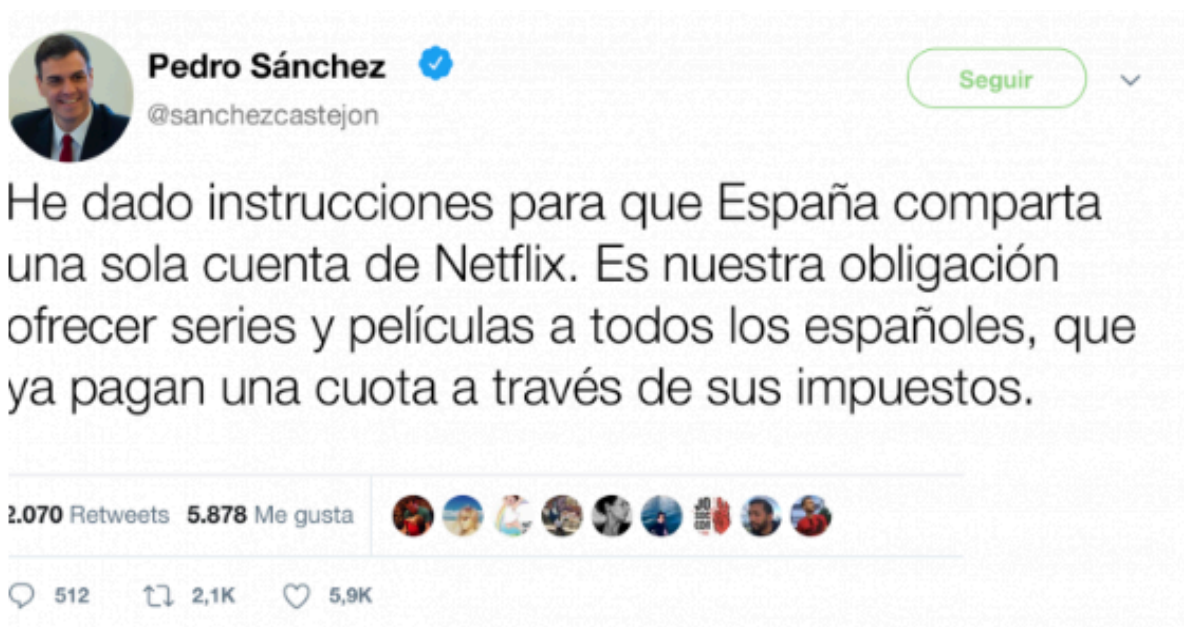 Pedro Sánchez
@sanchezcastejon
Seguir
He dado instrucciones para que España comparta
una sola cuenta de Netflix. Es nuestra obligación
ofrecer series y películas a todos los españoles, que
ya pagan una cuota a través de sus impuestos.
2.070 Retweets 5.878 Me gusta
512 2,1K 5,9K